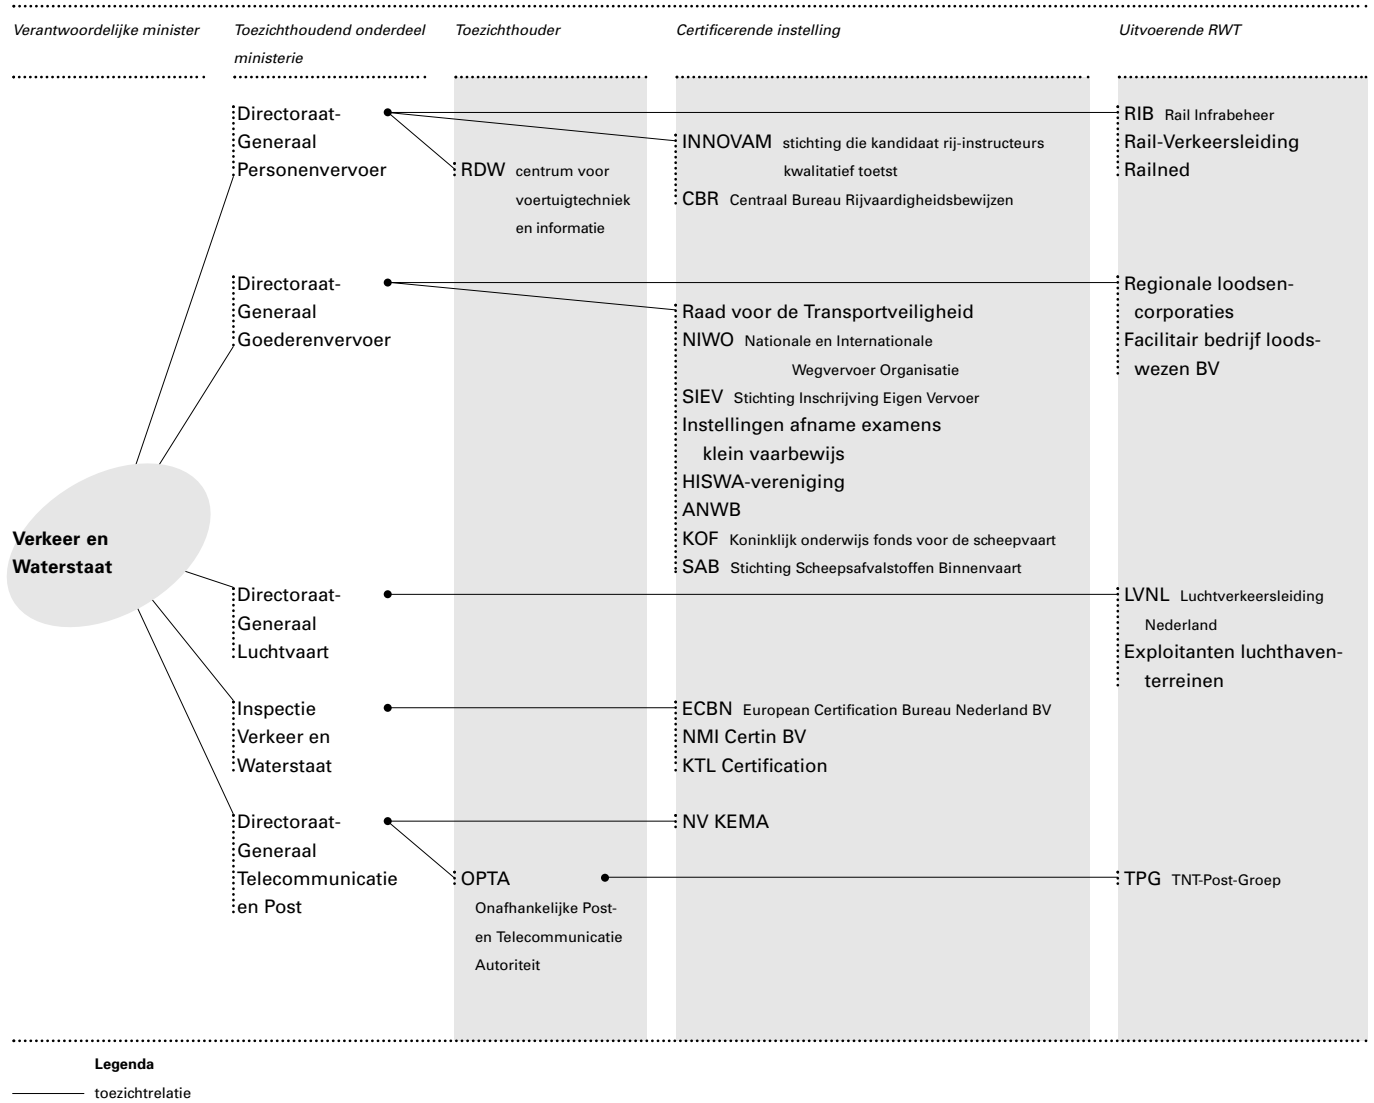 Verantwoordelijke minister
Toezichthoudend onderdeel
ministerie
Toezichthouder
Certificerende instelling
Uitvoerende RWT
Verkeer en
Waterstaat
Directoraat-
Generaal
Personenvervoer
RDW centrum voor
voertuigtechniek
en informatie
INNOVAM stichting die kandidaat rij-instructeurs
kwalitatief toetst
CBR Centraal Bureau Rijvaardigheidsbewijzen
RIB Rail Infrabeheer
Rail-Verkeersleiding
Railned
Directoraat-
Generaal
Goederenvervoer
Raad voor de Transportveiligheid
NIWO Nationale en Internationale
Wegvervoer Organisatie
SIEV Stichting Inschrijving Eigen Vervoer
Instellingen afname examens
klein vaarbewijs
HISWA-vereniging
ANWB
KOF Koninklijk onderwijs fonds voor de scheepvaart
SAB Stichting Scheepsafvalstoffen Binnenvaart
Regionale loodsen-
corporaties
Facilitair bedrijf loods-
wezen BV
Directoraat-
Generaal
Luchtvaart
LVNL Luchtverkeersleiding
Nederland
Exploitanten luchthaven-
terreinen
Inspectie
Verkeer en
Waterstaat
ECBN European Certification Bureau Nederland BV
NMI Certin BV
KTL Certification
Directoraat-
Generaal
Telecommunicatie
en Post
NV KEMA
OPTA
Onafhankelijke Post-
en Telecommunicatie
Autoriteit
TPG TNT-Post-Groep
Legenda
toezichtrelatie